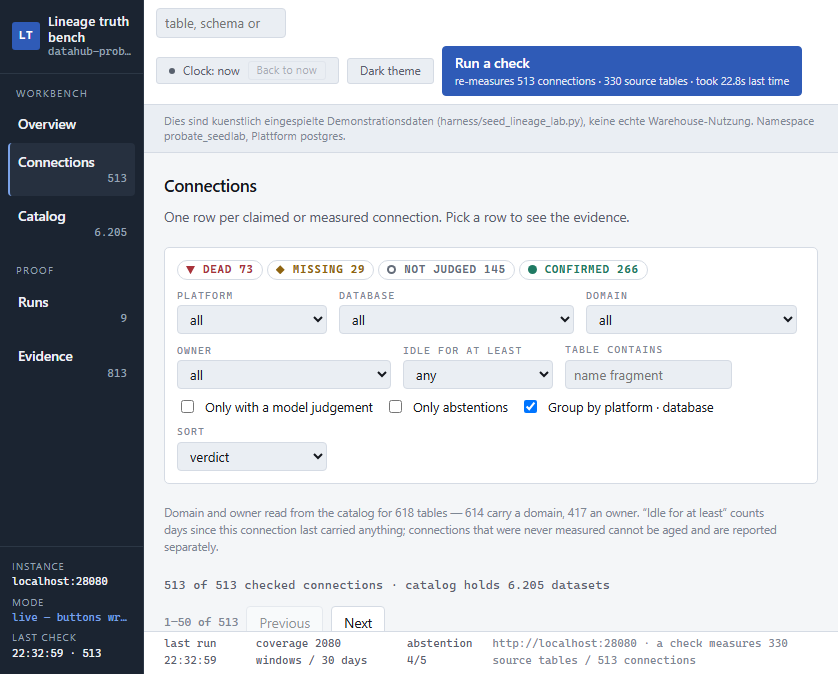 LT
Lineage truth
bench
datahub-prob…
WORKBENCH
Overview
Connections
513
Catalog
6.205
PROOF
Runs
9
Evidence
813
INSTANCE
localhost:28080
MODE
live — buttons wr…
LAST CHECK
22:32:59 · 513
table, schema or
Clock: now
Back to now
Dark theme
Run a check
re-measures 513 connections · 330 source tables · took 22.8s last time
Dies sind kuenstlich eingespielte Demonstrationsdaten (harness/seed_lineage_lab.py), keine echte Warehouse-Nutzung. Namespace
probate_seedlab, Plattform postgres.
Connections
One row per claimed or measured connection. Pick a row to see the evidence.
DEAD 73
MISSING 29
NOT JUDGED 145
CONFIRMED 266
PLATFORM
DATABASE
DOMAIN
all
all
all
OWNER
IDLE FOR AT LEAST
TABLE CONTAINS
all
any
name fragment
Only with a model judgement
Only abstentions
Group by platform · database
SORT
verdict
Domain and owner read from the catalog for 618 tables — 614 carry a domain, 417 an owner. "Idle for at least" counts
days since this connection last carried anything; connections that were never measured cannot be aged and are reported
separately.
513 of 513 checked connections · catalog holds 6.205 datasets
1–50 of 513
Previous
Next
last run
22:32:59
coverage 2080
windows / 30 days
abstention
4/5
http://localhost:28080 · a check measures 330
source tables / 513 connections